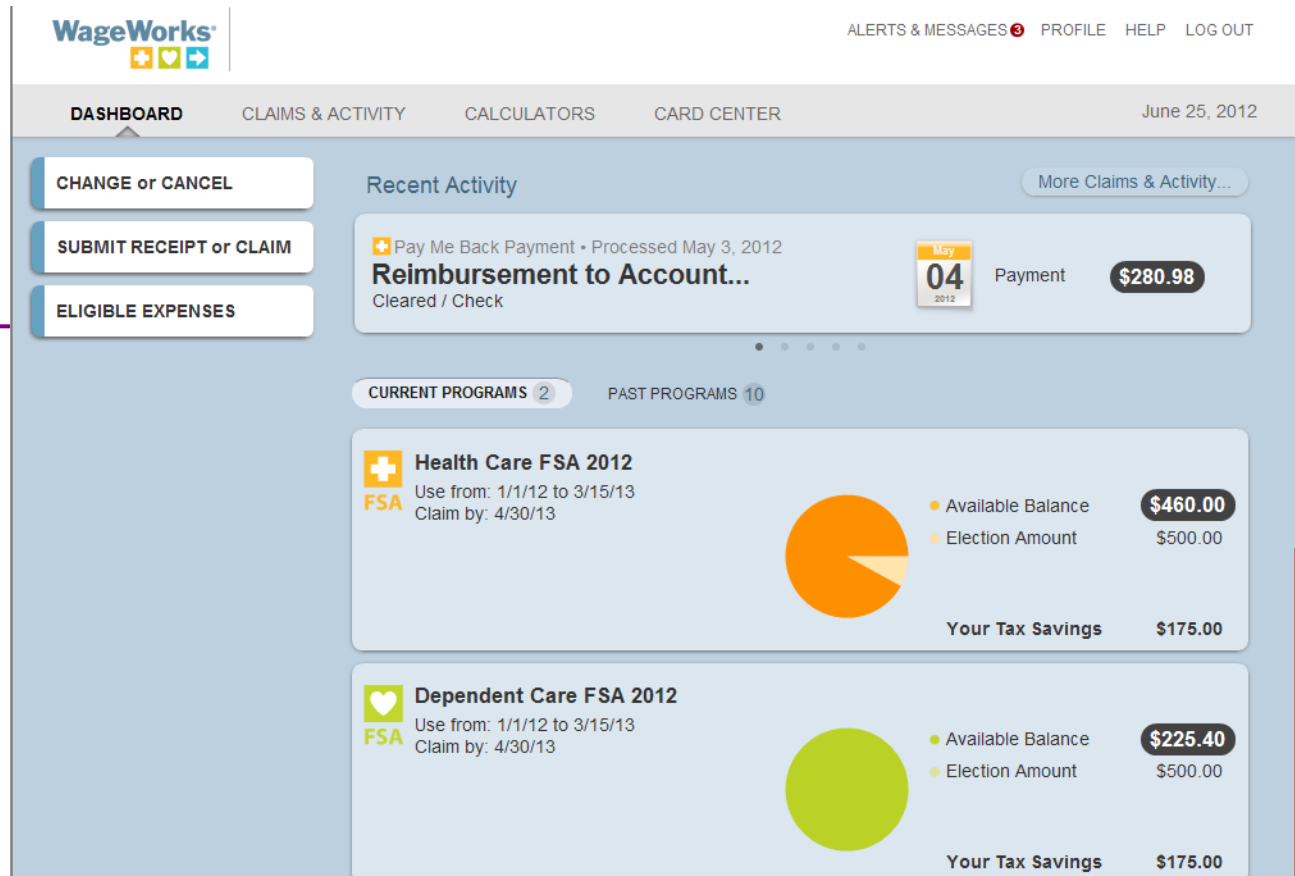 WageWorks®
ALERTS & MESSAGES 3 PROFILE HELP LOG OUT
DASHBOARD CLAIMS & ACTIVITY CALCULATORS CARD CENTER June 25, 2012
CHANGE or CANCEL
SUBMIT RECEIPT or CLAIM
ELIGIBLE EXPENSES
Recent Activity More Claims & Activity...
Pay Me Back Payment • Processed May 3, 2012
Reimbursement to Account...
Cleared / Check
May
04
2012
Payment $280.98
CURRENT PROGRAMS 2 PAST PROGRAMS 10
FSA
Health Care FSA 2012
Use from: 1/1/12 to 3/15/13
Claim by: 4/30/13
Available Balance $460.00
Election Amount $500.00
Your Tax Savings $175.00
FSA
Dependent Care FSA 2012
Use from: 1/1/12 to 3/15/13
Claim by: 4/30/13
Available Balance $225.40
Election Amount $500.00
Your Tax Savings $175.00